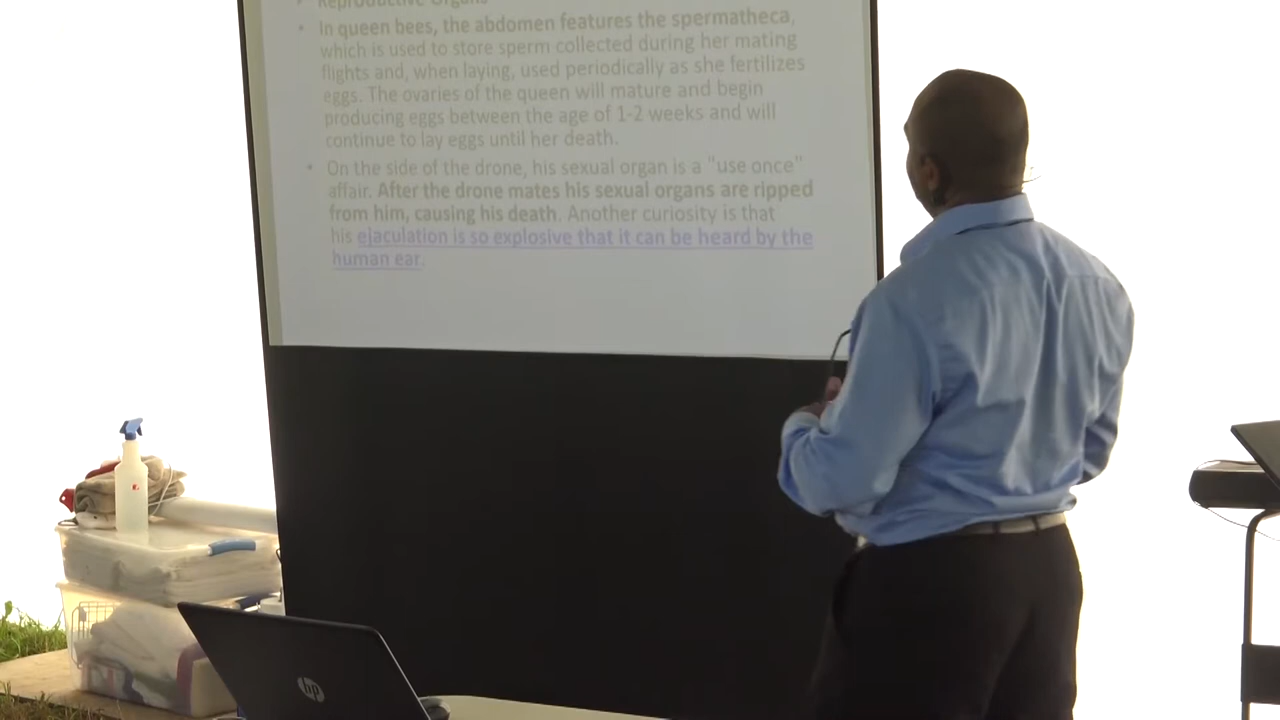 • Reproductive Organs
• In queen bees, the abdomen features the spermatheca,
which is used to store sperm collected during her mating
flights and, when laying, used periodically as she fertilizes
eggs. The ovaries of the queen will mature and begin
producing eggs between the age of 1-2 weeks and will
continue to lay eggs until her death.
• On the side of the drone, his sexual organ is a "use once"
affair. After the drone mates his sexual organs are ripped
from him, causing his death. Another curiosity is that
his ejaculation is so explosive that it can be heard by the
human ear.
hp